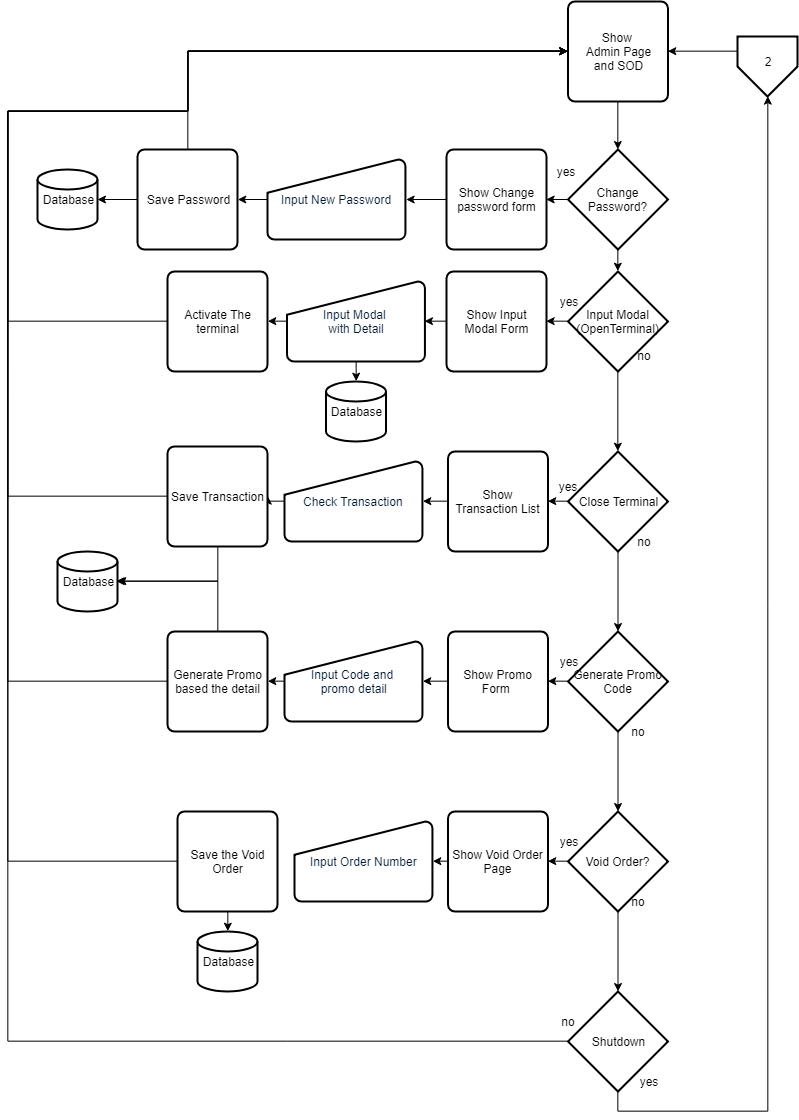 Show
Admin Page
and SOD
2
yes
Database
Save Password
Input New Password
Show Change
password form
Change
Password?
yes
Activate The
terminal
Input Modal
with Detail
Show Input
Modal Form
Input Modal
(OpenTerminal)
no
Database
yes
Save Transaction
Check Transaction
Show
Transaction List
Close Terminal
no
Database
yes
Generate Promo
based the detail
Input Code and
promo detail
Show Promo
Form
Generate Promo
Code
no
yes
Save the Void
Order
Input Order Number
Show Void Order
Page
Void Order?
no
Database
no
Shutdown
yes